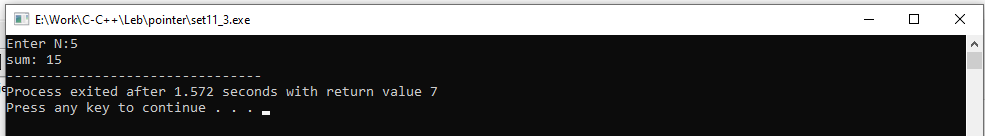 E:\Work\C-C++\Leb\pointer\set11_3.exe
Enter N:5
sum: 15
--------------------------------
Process exited after 1.572 seconds with return value 7
Press any key to continue . . .